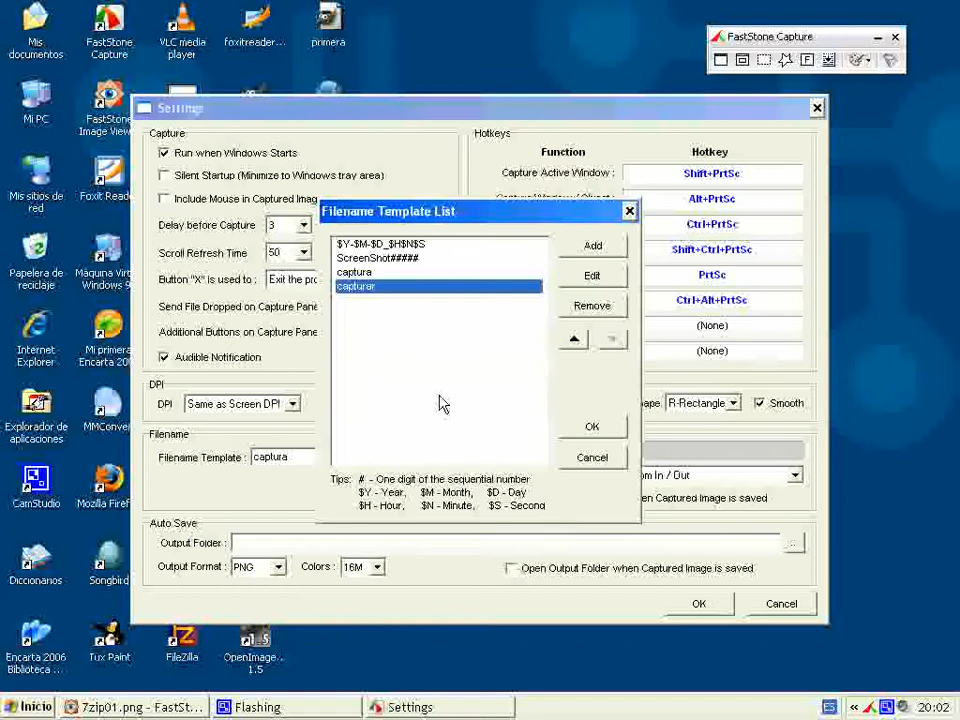 Mis documentos
FastStone Capture
VLC media player
foxitreader...
primera
FastStone Capture
Mi PC
FastStone Image View
Settings
Capture
Run when Windows Starts
Silent Startup (Minimize to Windows tray area)
Include Mouse in Captured Imag
Delay before Capture
3
Scroll Refresh Time
50
Button "X" is used to :
Exit the pro
Send File Dropped on Capture Pane
Additional Buttons on Capture Pane
Audible Notification
DPI
DPI
Same as Screen DPI
Filename
Filename Template :
captura
Auto Save
Output Folder :
Output Format :
PNG
Colors :
16M
Open Output Folder when Captured Image is saved
OK
Cancel
Hotkeys
Function
Hotkey
Capture Active Window :
Shift+PrtSc
Alt+PrtSc
Ctrl+PrtSc
Shift+Ctrl+PrtSc
PrtSc
Ctrl+Alt+PrtSc
(None)
(None)
R-Rectangle
Smooth
om In / Out
en Captured Image is saved
Filename Template List
$Y-$M-$D_$H$N$S
ScreenShot#####
captura
capturar
Add
Edit
Remove
OK
Cancel
Tips: # - One digit of the sequential number
$Y - Year, $M - Month, $D - Day
$H - Hour, $N - Minute, $S - Second
Mis sitios de red
Foxit Reade
Papelera de reciclaje
Máquina Virt Windows 9
Internet Explorer
Mi primera Encarta 200
Explorador de aplicaciones
MMConver
CamStudio
Mozilla Firef
Diccionarios
Songbird
Encarta 2006 Biblioteca ...
Tux Paint
FileZilla
OpenImage... 1.5
Inicio
7zip01.png - FastSt...
Flashing
Settings
ES
«
20:02